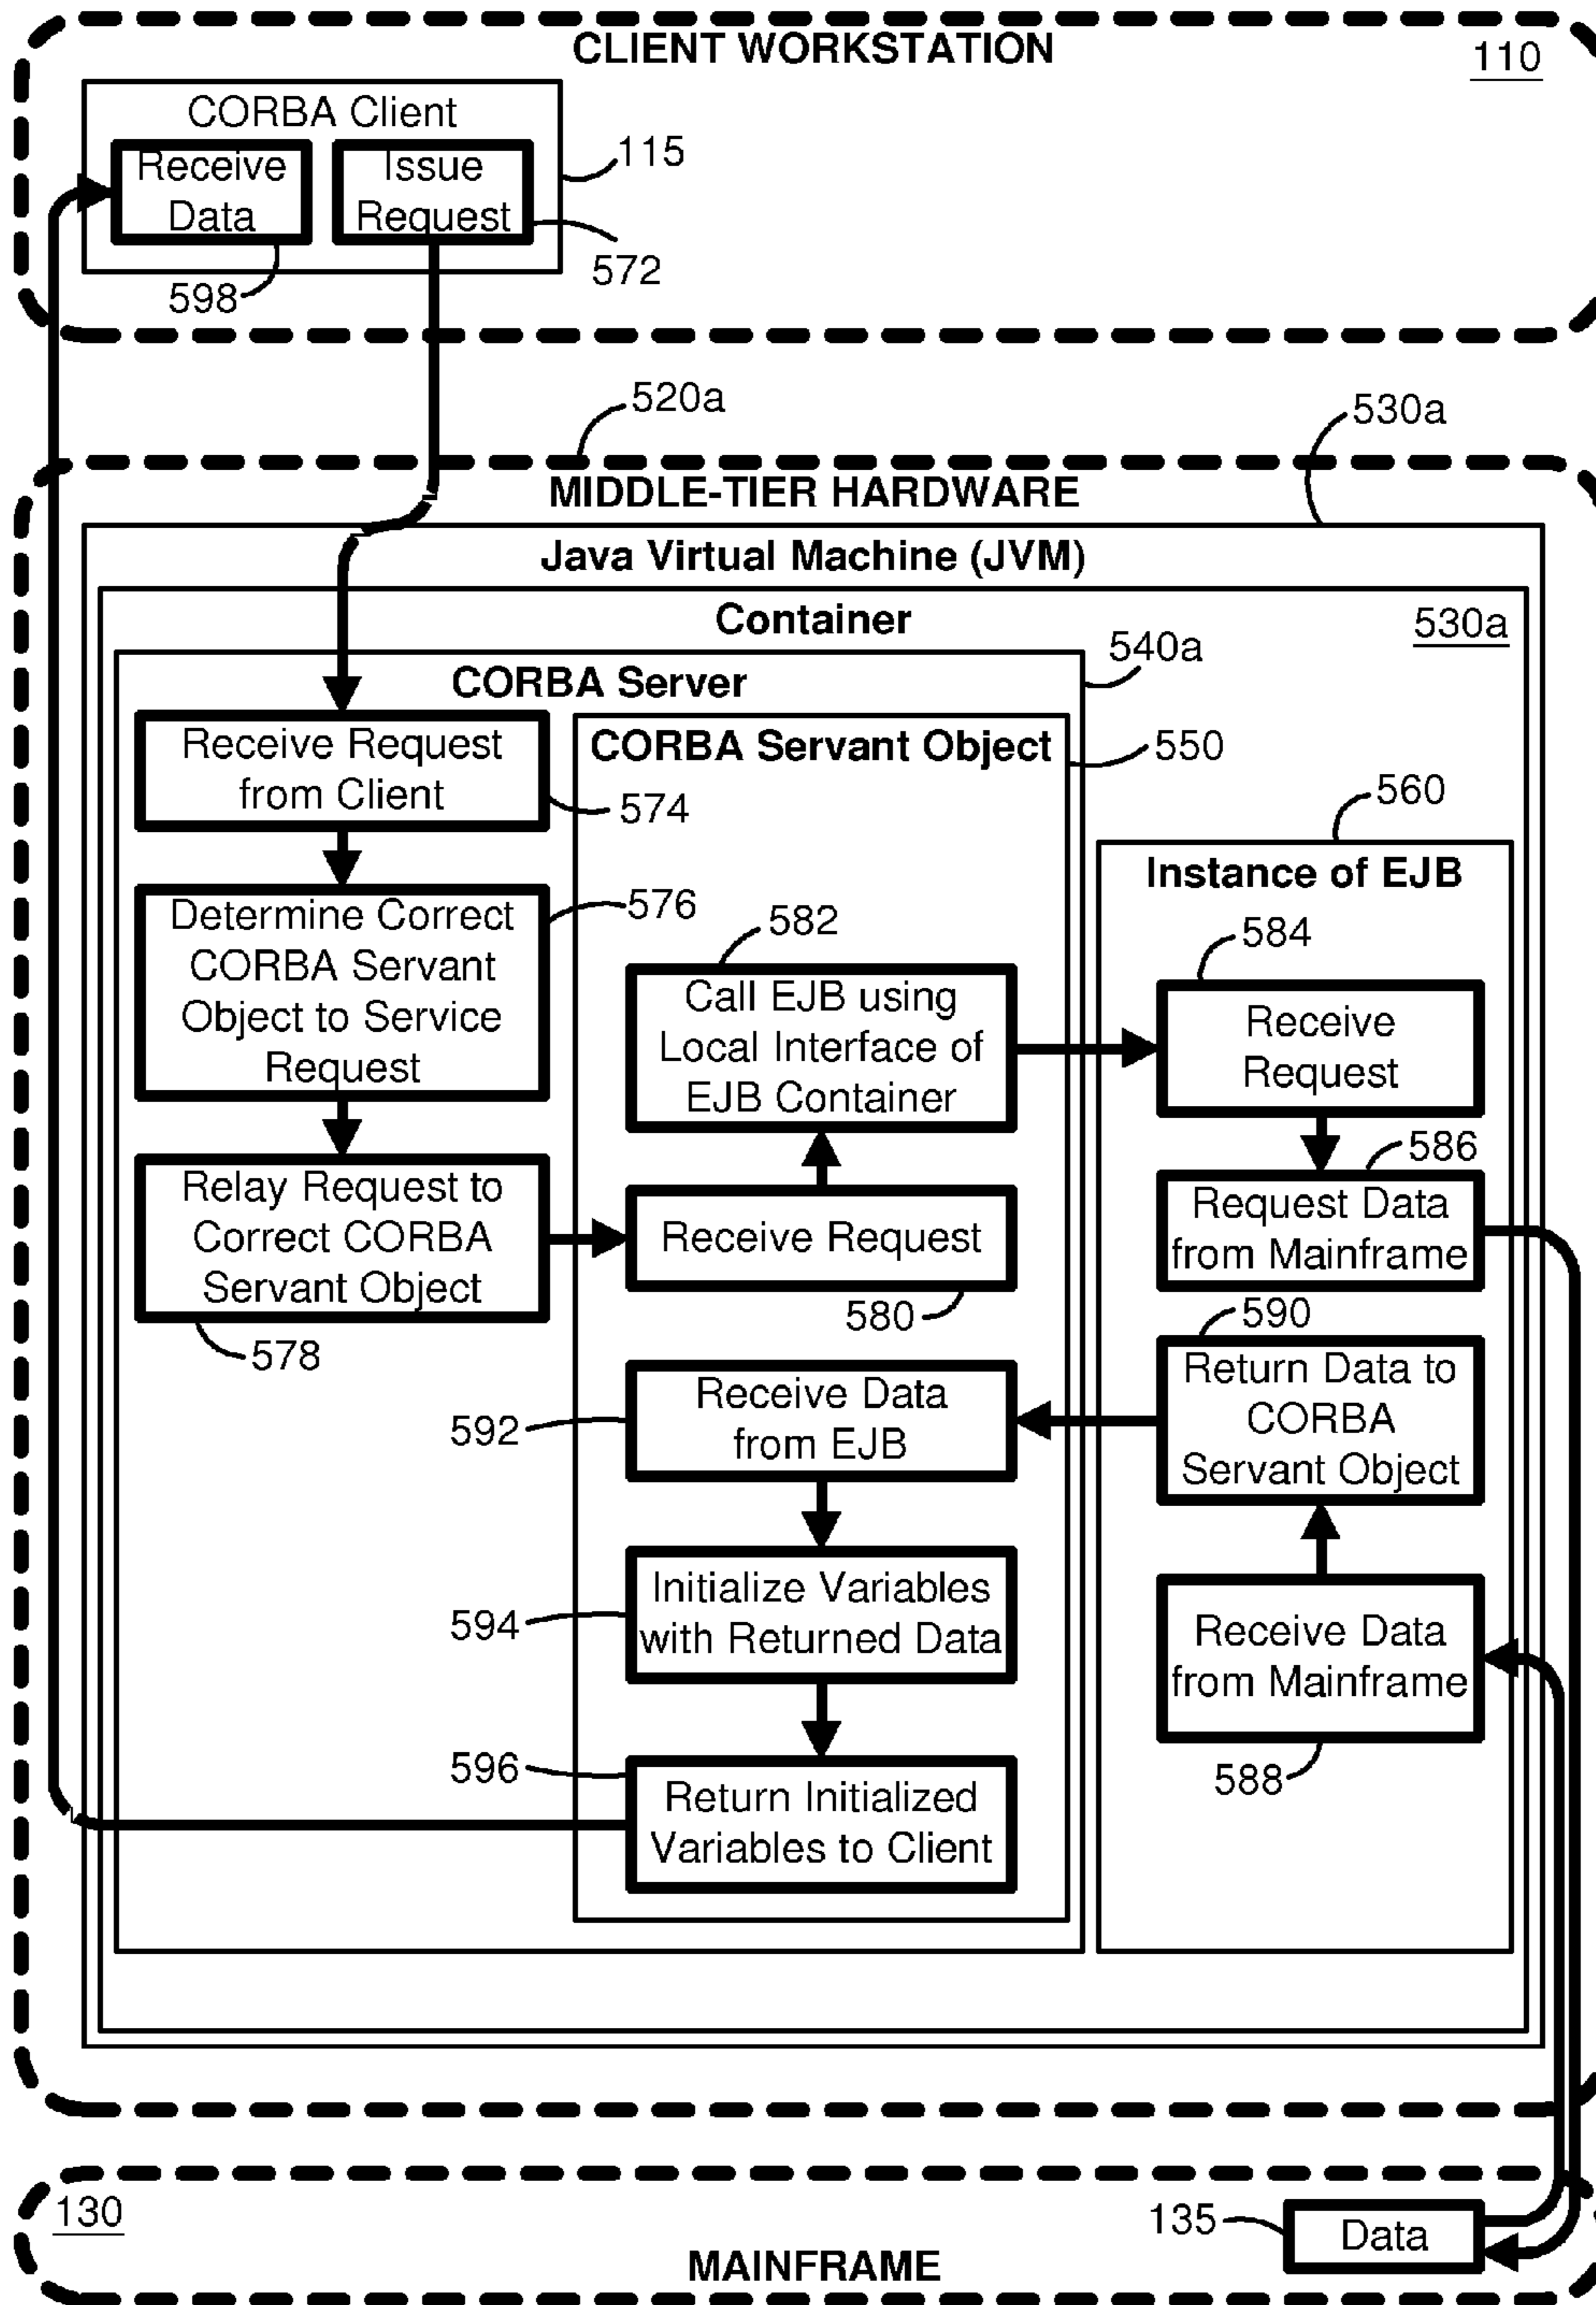 CLIENT WORKSTATION
110
CORBA Client
Receive
Data
Issue
Request
115
572
598
520a
530a
MIDDLE-TIER HARDWARE
Java Virtual Machine (JVM)
Container
530a
540a
CORBA Server
CORBA Servant Object
550
Receive Request
from Client
574
560
Instance of EJB
Determine Correct
CORBA Servant
Object to Service
Request
576
582
Call EJB using
Local Interface of
EJB Container
584
Receive
Request
586
Request Data
from Mainframe
Relay Request to
Correct CORBA
Servant Object
578
Receive Request
580
590
Return Data to
CORBA
Servant Object
592
Receive Data
from EJB
594
Initialize Variables
with Returned Data
Receive Data
from Mainframe
588
596
Return Initialized
Variables to Client
130
135
Data
MAINFRAME